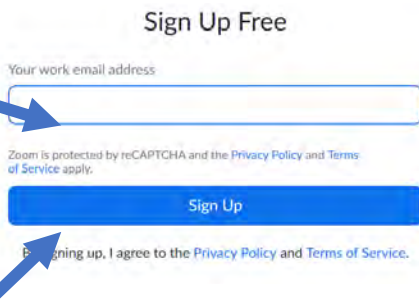 Sign Up Free
Your work email address
Zoom is protected by reCAPTCHA and the Privacy Policy and Terms
of Service apply.
Sign Up
signing up, I agree to the Privacy Policy and Terms of Service.